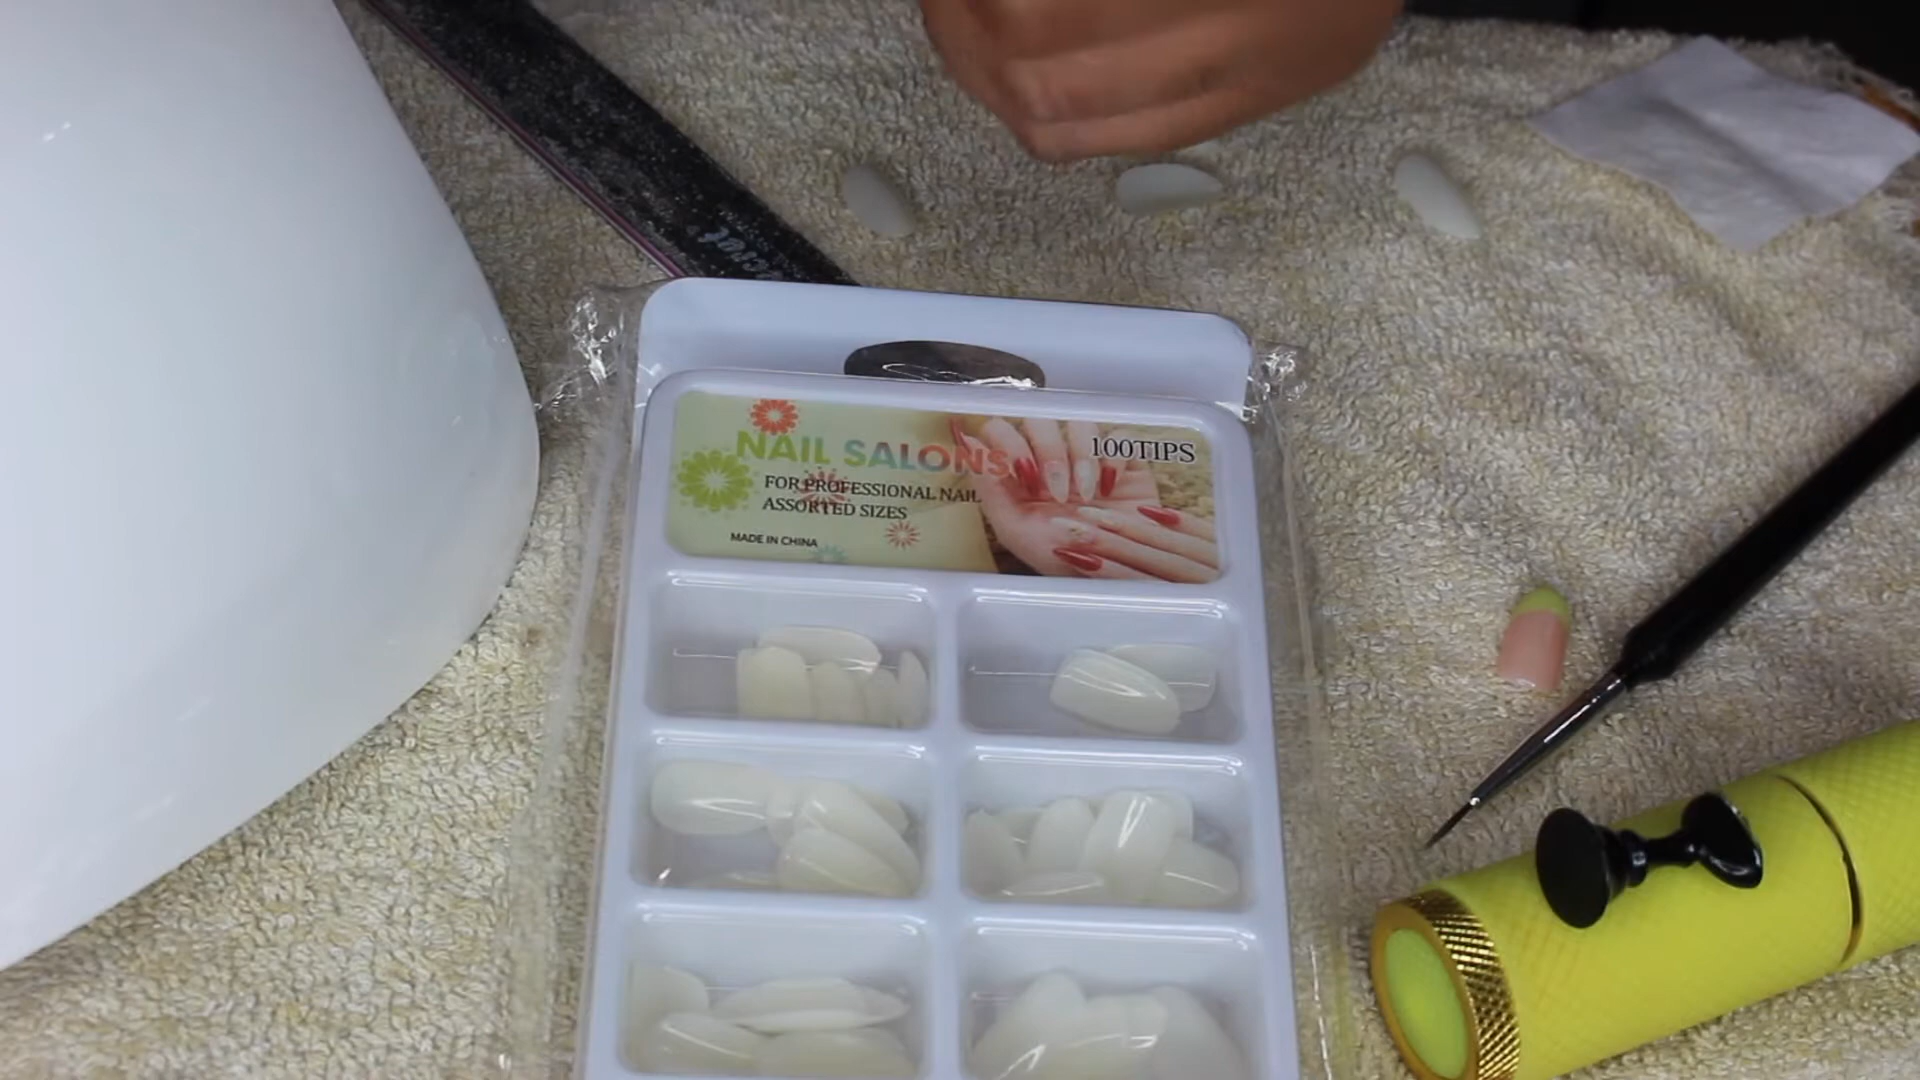 NAIL SALONS
100TIPS
FOR PROFESSIONAL NAIL
ASSORTED SIZES
MADE IN CHINA